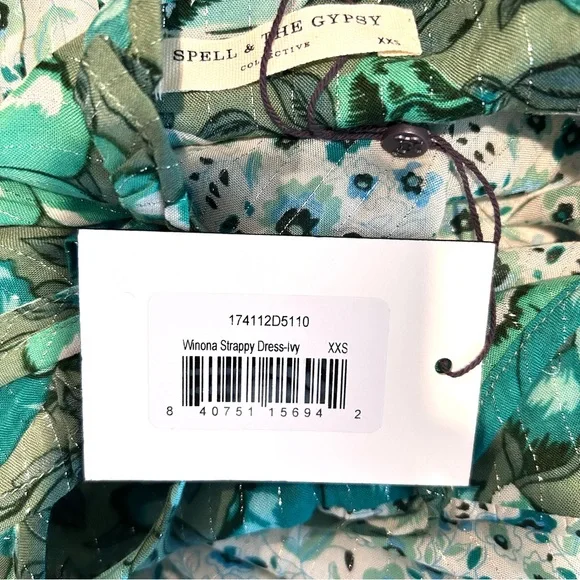 SPELL & THE GYPSY
COLLECTIVE
XXS
174112D5110
Winona Strappy Dress-ivy XXS
8 40751 15694 2